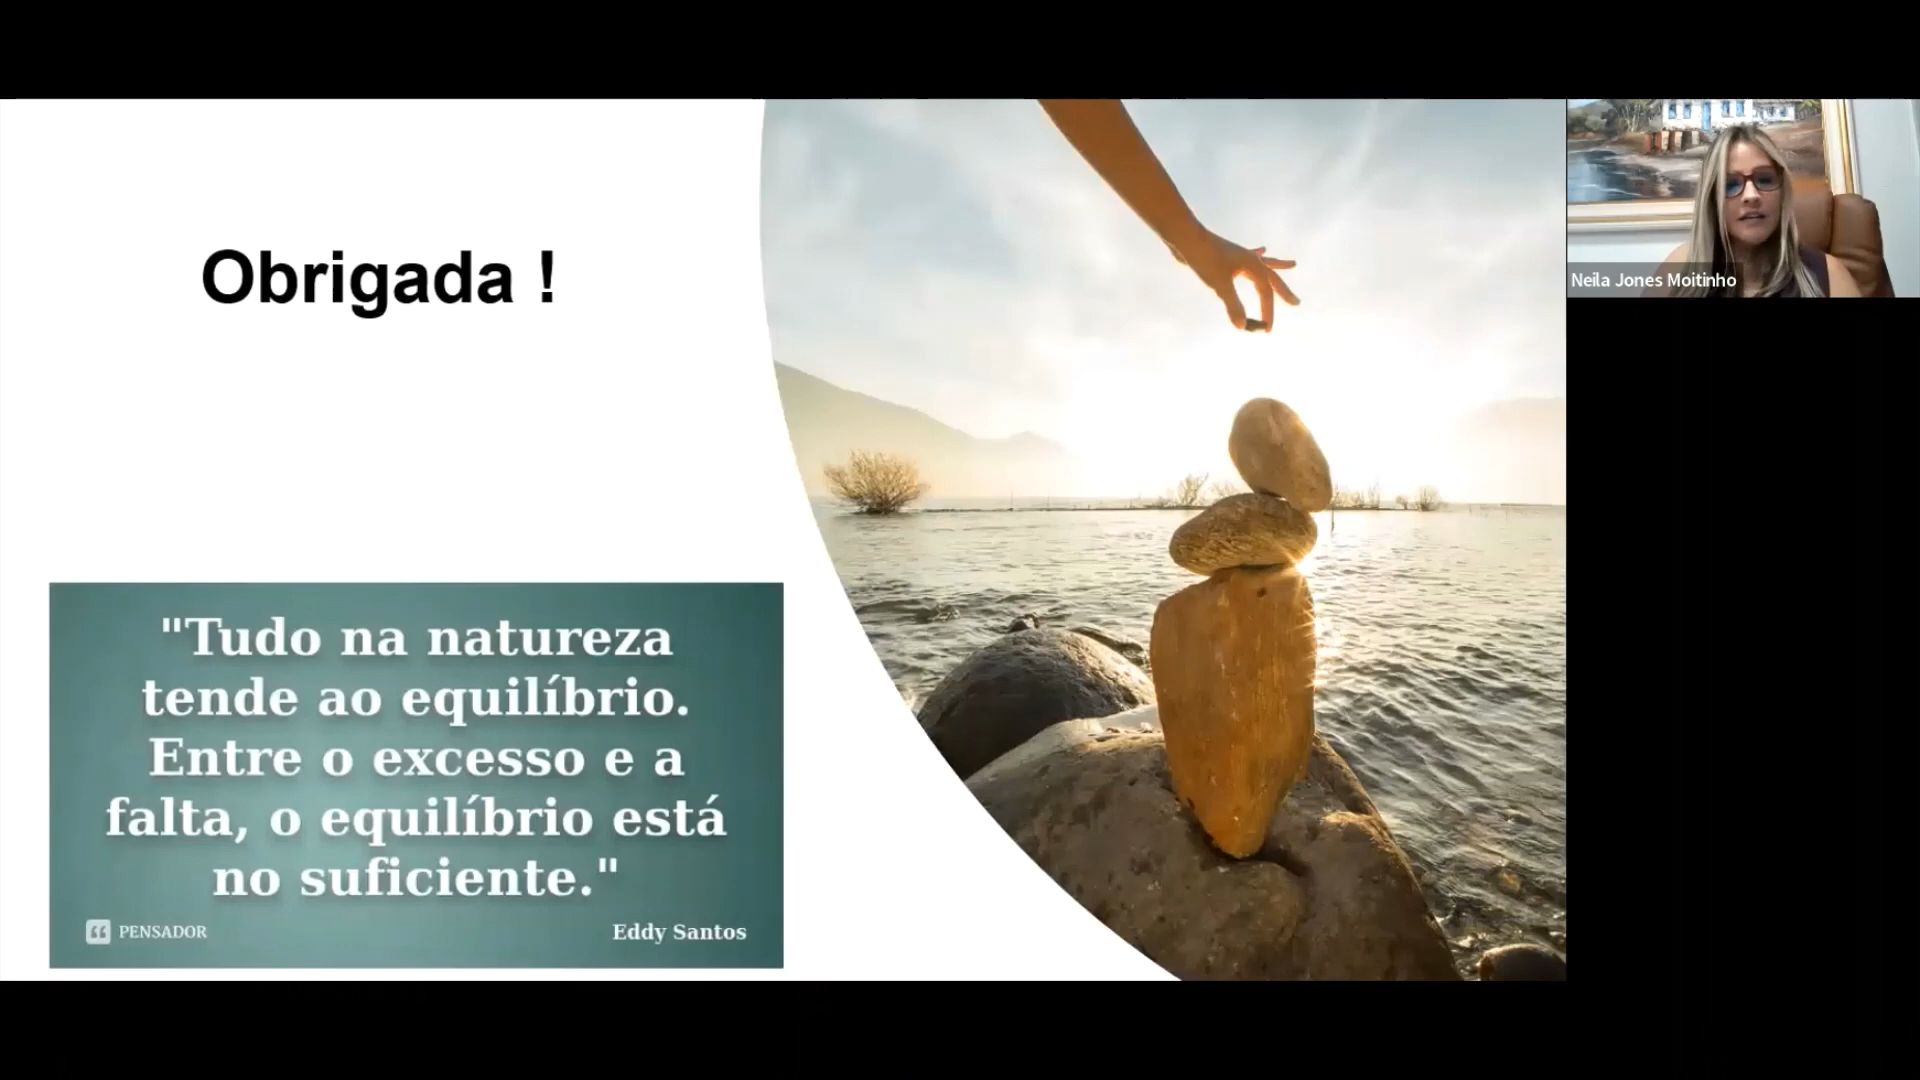 Obrigada !
"Tudo na natureza
tende ao equilíbrio.
Entre o excesso e a
falta, o equilíbrio está
no suficiente."
PENSADOR
Eddy Santos
Neila Jones Moitinho